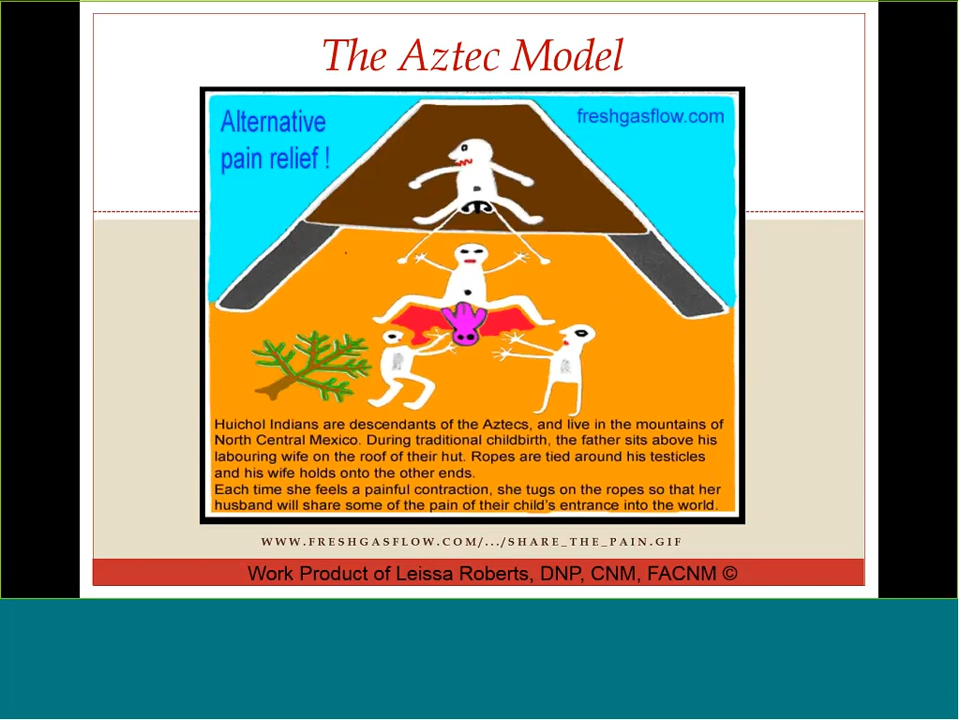 The Aztec Model
Alternative
pain relief !
freshgasflow.com
Huichol Indians are descendants of the Aztecs, and live in the mountains of
North Central Mexico. During traditional childbirth, the father sits above his
labouring wife on the roof of their hut. Ropes are tied around his testicles
and his wife holds onto the other ends.
Each time she feels a painful contraction, she tugs on the ropes so that her
husband will share some of the pain of their child's entrance into the world.
WWW.FRESHGASFLOW.COM/.../SHARE_THE_PAIN.GIF
Work Product of Leissa Roberts, DNP, CNM, FACNM ©